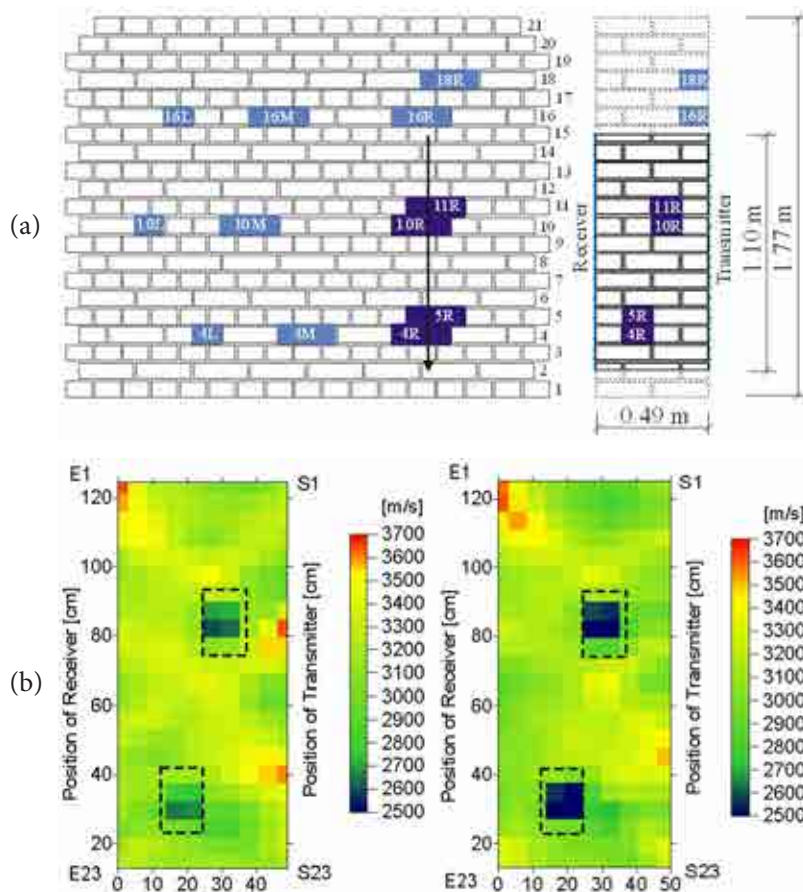 (a)
21
20
19
18R 18
17
16L 16M 16R 16
15
14
13
12
11R 11
10L 10M 10R 10
9
8
7
6
5R 5
4L 4M 4R 4
3
2
1
18R
16R
11R
10R
5R
4R
Receiver
Transmitter
1.10 m
1.77 m
0.49 m
(b)
E1 S1
[m/s]
Position of Receiver [cm]
120
100
80
60
40
20
Position of Transmitter [cm]
3700
3600
3500
3400
3300
3200
3100
3000
2900
2800
2700
2600
2500
E23 S23
0 10 20 30 40
E1 S1
[m/s]
Position of Receiver [cm]
120
100
80
60
40
20
Position of Transmitter [cm]
3700
3600
3500
3400
3300
3200
3100
3000
2900
2800
2700
2600
2500
E23 S23
0 10 20 30 40 50